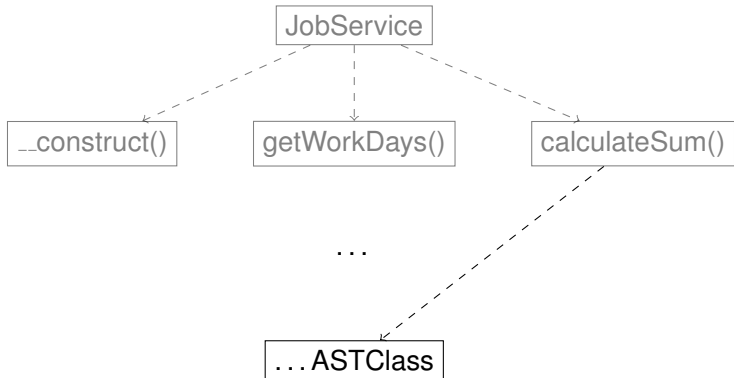 JobService
__construct() getWorkDays() calculateSum()
...
...ASTClass